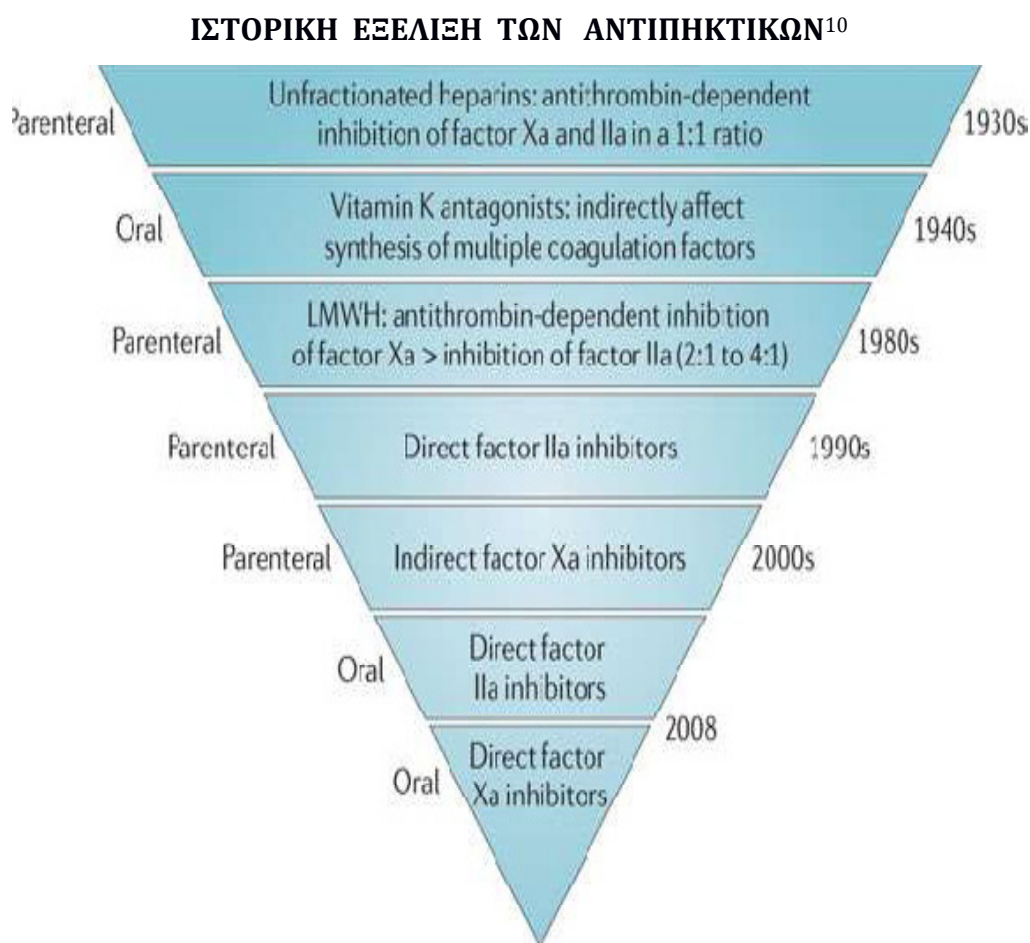 ΙΣΤΟΡΙΚΗ ΕΞΕΛΙΞΗ ΤΩΝ ΑΝΤΙΠΗΚΤΙΚΩΝ10
Parenteral
Unfractionated heparins: antithrombin-dependent
inhibition of factor Xa and IIa in a 1:1 ratio
1930s
Oral
Vitamin K antagonists: indirectly affect
synthesis of multiple coagulation factors
1940s
Parenteral
LMWH: antithrombin-dependent inhibition
of factor Xa > inhibition of factor IIa (2:1 to 4:1)
1980s
Parenteral
Direct factor IIa inhibitors
1990s
Parenteral
Indirect factor Xa inhibitors
2000s
Oral
Direct factor
IIa inhibitors
2008
Oral
Direct factor
Xa inhibitors